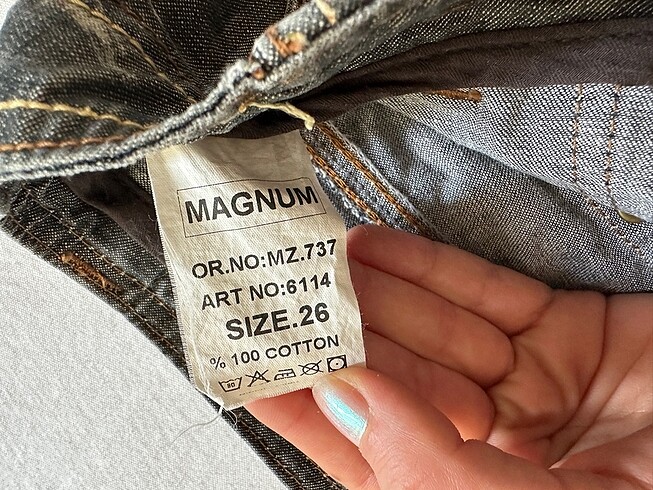 MAGNUM
OR.NO:MZ.737
ART NO:6114
SIZE.26
% 100 COTTON